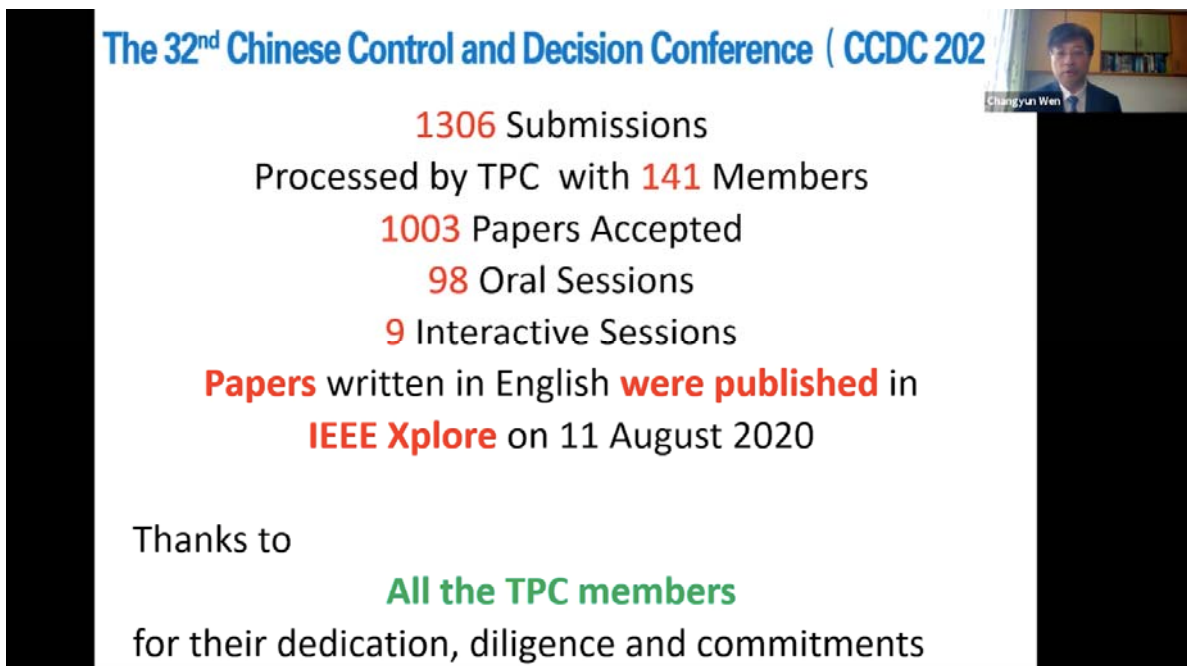 The 32nd Chinese Control and Decision Conference ( CCDC 202
Changyun Wen
1306 Submissions
Processed by TPC with 141 Members
1003 Papers Accepted
98 Oral Sessions
9 Interactive Sessions
Papers written in English were published in
IEEE Xplore on 11 August 2020
Thanks to
All the TPC members
for their dedication, diligence and commitments